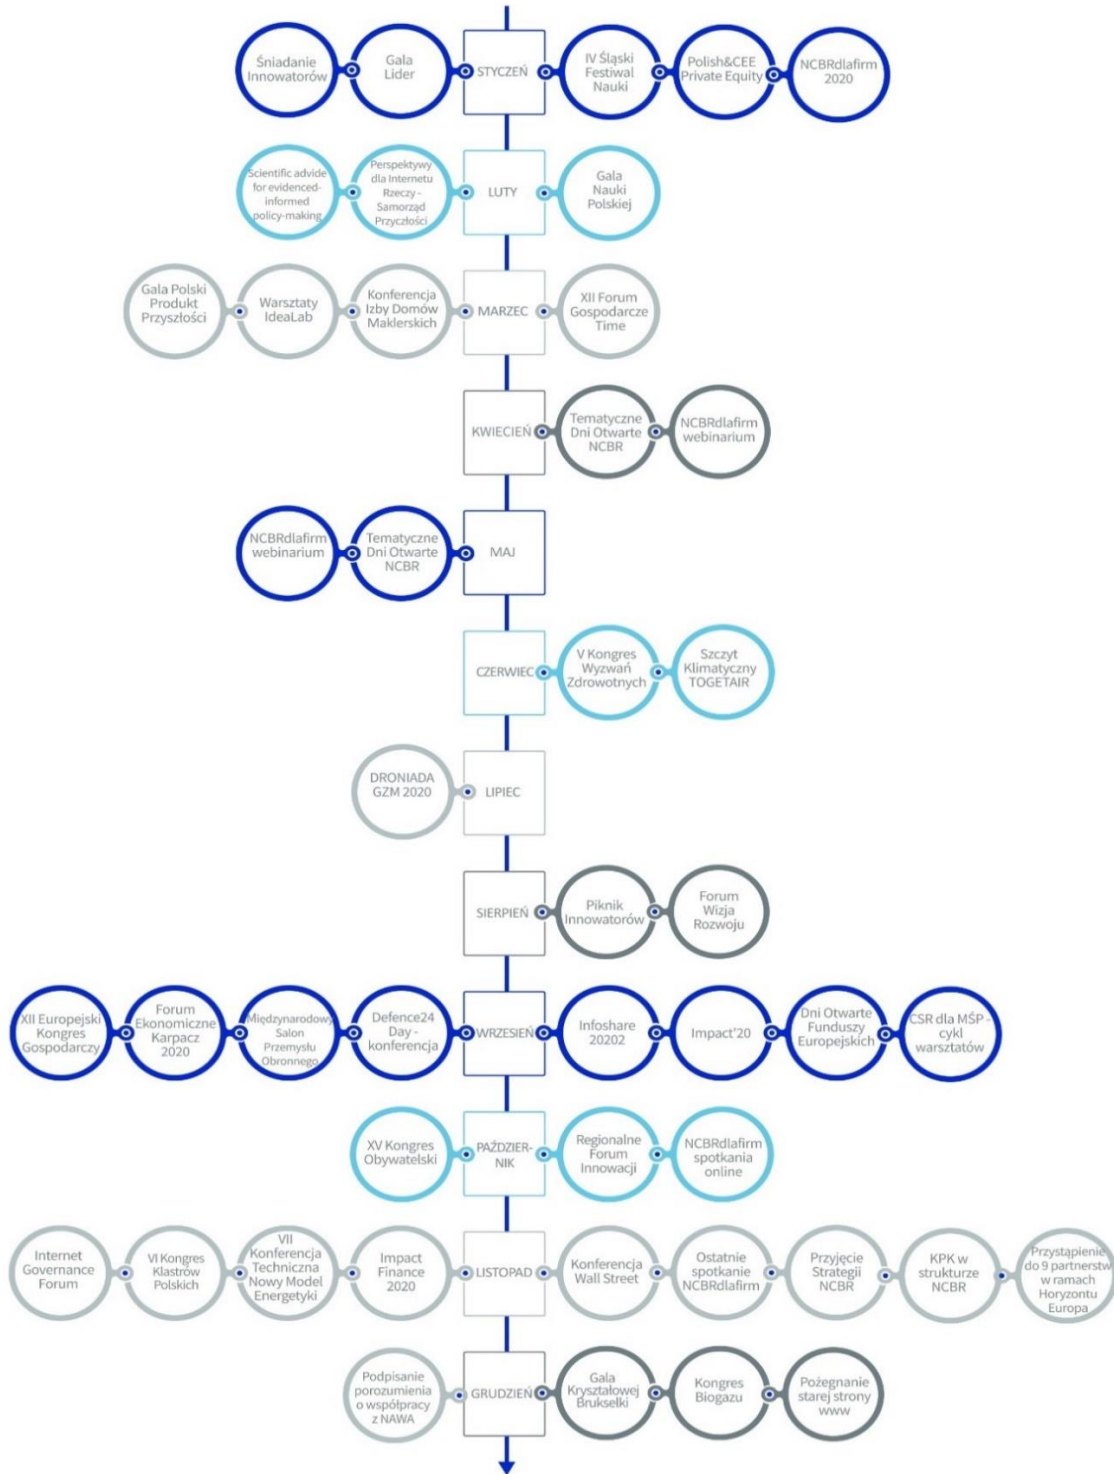 Śniadanie
Innowatorów
Gala
Lider
STYCZEŃ
IV Śląski
Festiwal
Nauki
Polish&CEE
Private Equity
NCBRdlafirm
2020
Scientific advide
for evidenced-
informed
policy-making
Perspektywy
dla Internetu
Rzeczy -
Samorząd
Przyczłości
LUTY
Gala
Nauki
Polskiej
Gala Polski
Produkt
Przyszłości
Warsztaty
IdeaLab
Konferencja
Izby Domów
Maklerskich
MARZEC
XII Forum
Gospodarcze
Time
KWIECIEŃ
Tematyczne
Dni Otwarte
NCBR
NCBRdlafirm
webinarium
NCBRdlafirm
webinarium
Tematyczne
Dni Otwarte
NCBR
MAJ
CZERWIEC
V Kongres
Wyzwań
Zdrowotnych
Szczyt
Klimatyczny
TOGETAIR
DRONIADA
GZM 2020
LIPIEC
SIERPIEŃ
Piknik
Innowatorów
Forum
Wizja
Rozwoju
XII Europejski
Kongres
Gospodarczy
Forum
Ekonomiczne
Karpacz
2020
Międzynarodowy
Salon
Przemysłu
Obronnego
Defence24
Day -
konferencja
WRZESIEŃ
Infoshare
20202
Impact'20
Dni Otwarte
Funduszy
Europejskich
CSR dla MŚP -
cykl
warsztatów
XV Kongres
Obywatelski
PAŹDZIER-
NIK
Regionalne
Forum
Innowacji
NCBRdlafirm
spotkania
online
Internet
Governance
Forum
VI Kongres
Klastrów
Polskich
VII
Konferencja
Techniczna
Nowy Model
Energetyki
Impact
Finance
2020
LISTOPAD
Konferencja
Wall Street
Ostatnie
spotkanie
NCBRdlafirm
Przyjęcie
Strategii
NCBR
KPK w
strukturze
NCBR
Przystąpienie
do 9 partnerstw
w ramach
Horyzontu
Europa
Podpisanie
porozumienia
o współpracy
z NAWA
GRUDZIEŃ
Gala
Kryształowej
Brukselki
Kongres
Biogazu
Pożegnanie
starej strony
www